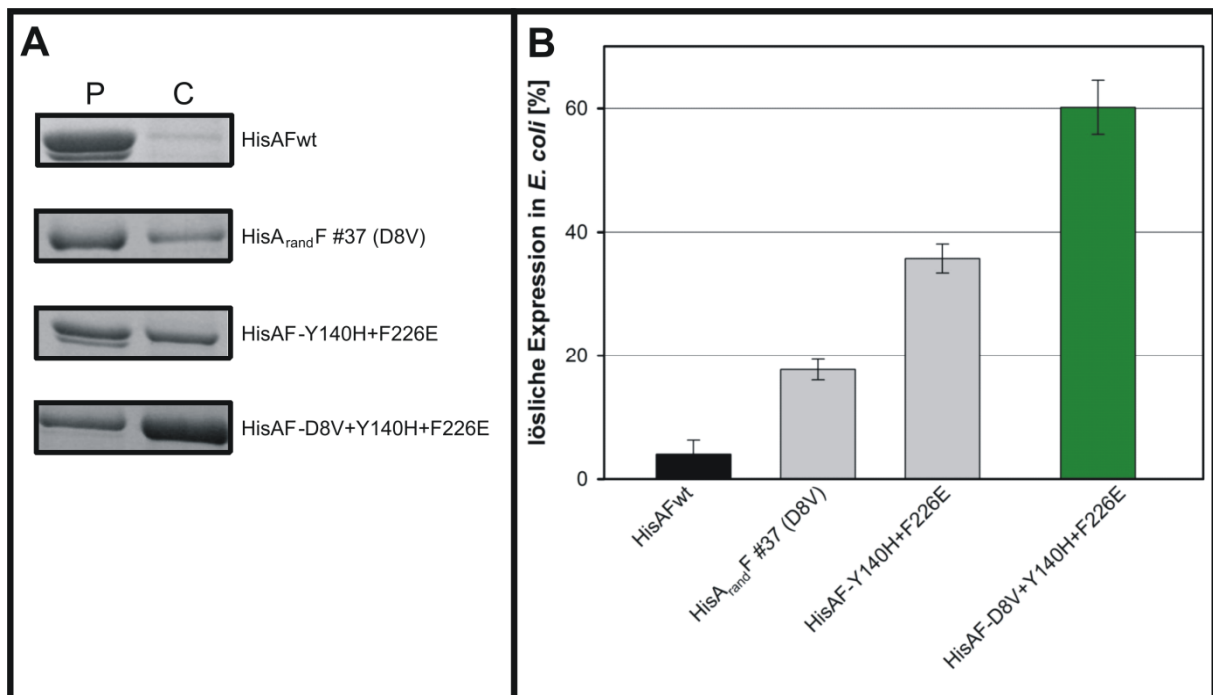 A
P C
HisAFwt
HisArandF #37 (D8V)
HisAF-Y140H+F226E
HisAF-D8V+Y140H+F226E
B
lösliche Expression in E. coli [%]
60
40
20
0
HisAFwt
HisArandF #37 (D8V)
HisAF-Y140H+F226E
HisAF-D8V+Y140H+F226E